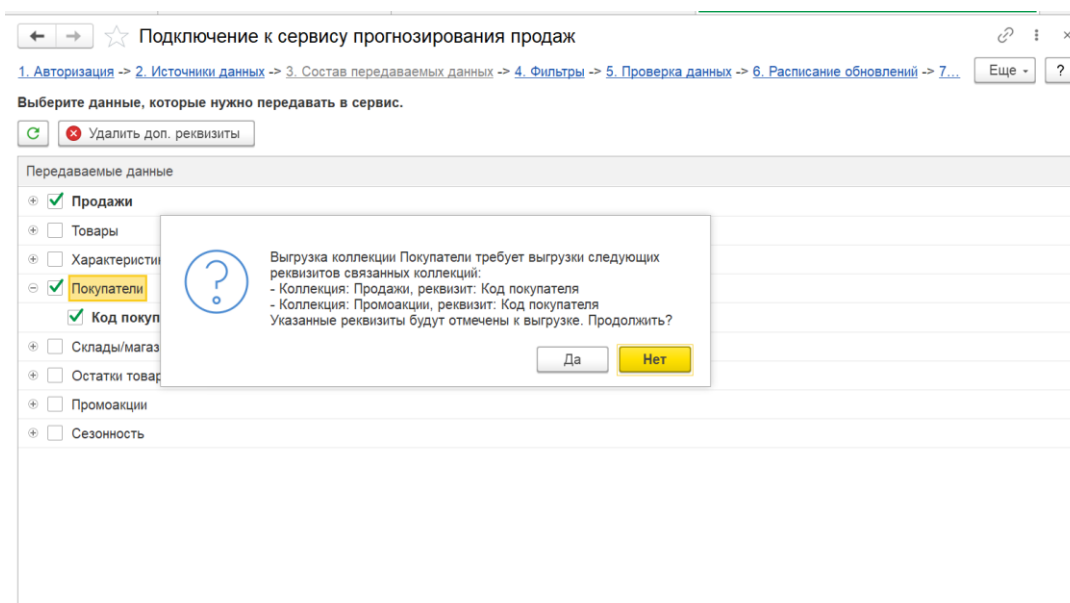 Подключение к сервису прогнозирования продаж
1. Авторизация -> 2. Источники данных -> 3. Состав передаваемых данных -> 4. Фильтры -> 5. Проверка данных -> 6. Расписание обновлений -> 7... Еще ?
Выберите данные, которые нужно передавать в сервис.
Удалить доп. реквизиты
Передаваемые данные
Продажи
Товары
Характеристи
Покупатели
Код покуп
Склады/магаз
Остатки товар
Промоакции
Сезонность
Выгрузка коллекции Покупатели требует выгрузки следующих
реквизитов связанных коллекций:
- Коллекция: Продажи, реквизит: Код покупателя
- Коллекция: Промоакции, реквизит: Код покупателя
Указанные реквизиты будут отмечены к выгрузке. Продолжить?
Да Нет